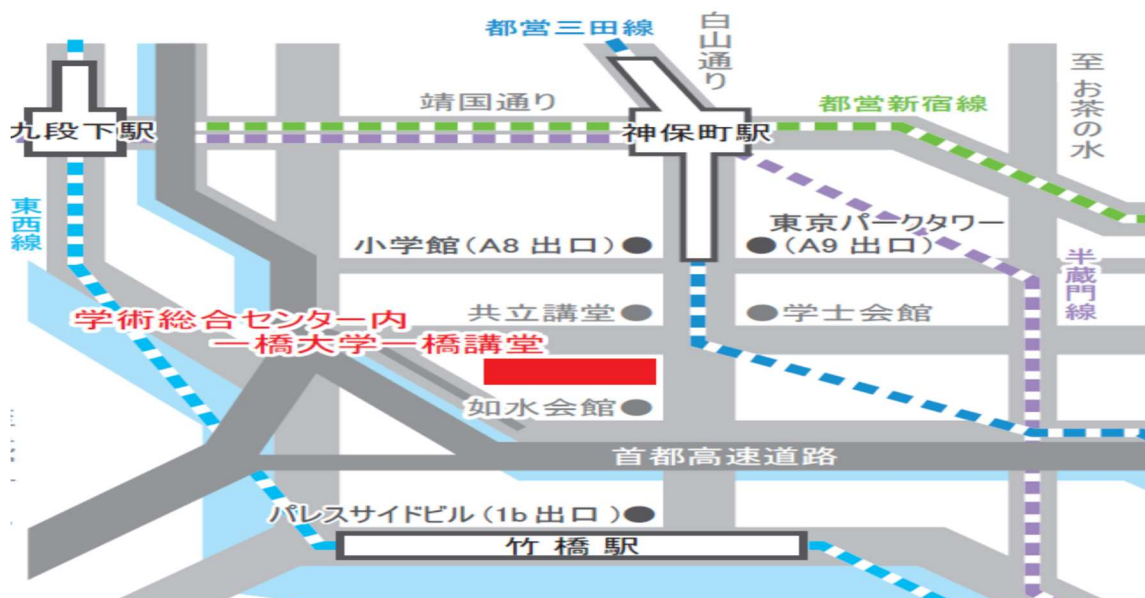 都営三田線
白山通り
至 お茶の水
靖国通り
都営新宿線
九段下駅
神保町駅
東西線
小学館(A8 出口)
東京パークタワー
(A9 出口)
半蔵門線
共立講堂
学士会館
学術総合センター内
一橋大学一橋講堂
如水会館
首都高速道路
パレスサイドビル(1b 出口)
竹橋駅